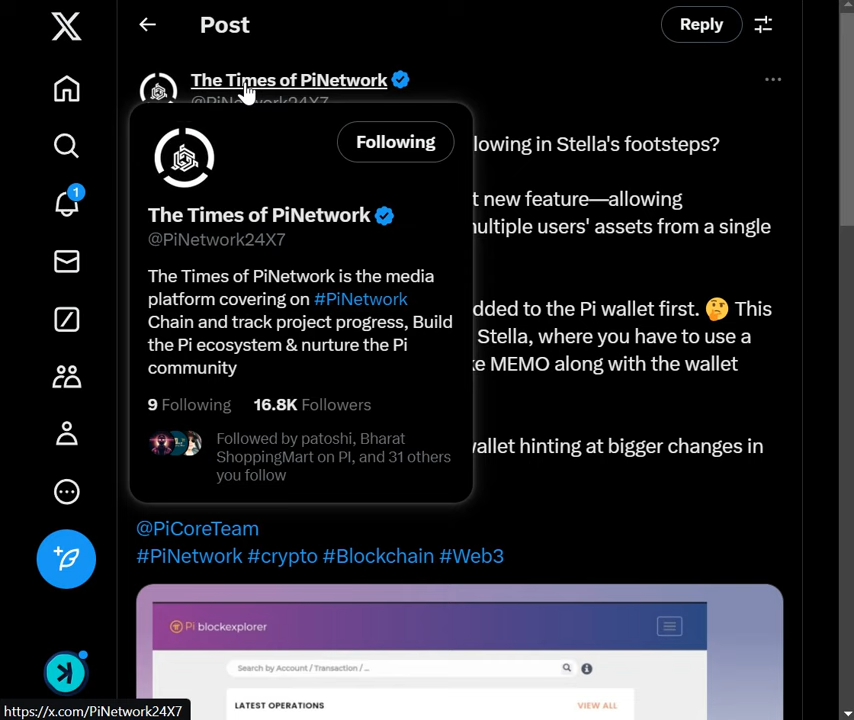 Post
Reply
The Times of PiNetwork
lowing in Stella's footsteps?
t new feature—allowing
nultiple users' assets from a single
dded to the Pi wallet first. 🤔 This
Stella, where you have to use a
ke MEMO along with the wallet
vallet hinting at bigger changes in
Following
The Times of PiNetwork
@PiNetwork24X7
The Times of PiNetwork is the media
platform covering on #PiNetwork
Chain and track project progress, Build
the Pi ecosystem & nurture the Pi
community
9 Following 16.8K Followers
Followed by patoshi, Bharat
ShoppingMart on PI, and 31 others
you follow
1
@PiCoreTeam
#PiNetwork #crypto #Blockchain #Web3
Pi blockexplorer
Search by Account / Transaction / ...
LATEST OPERATIONS
VIEW ALL
https://x.com/PiNetwork24X7